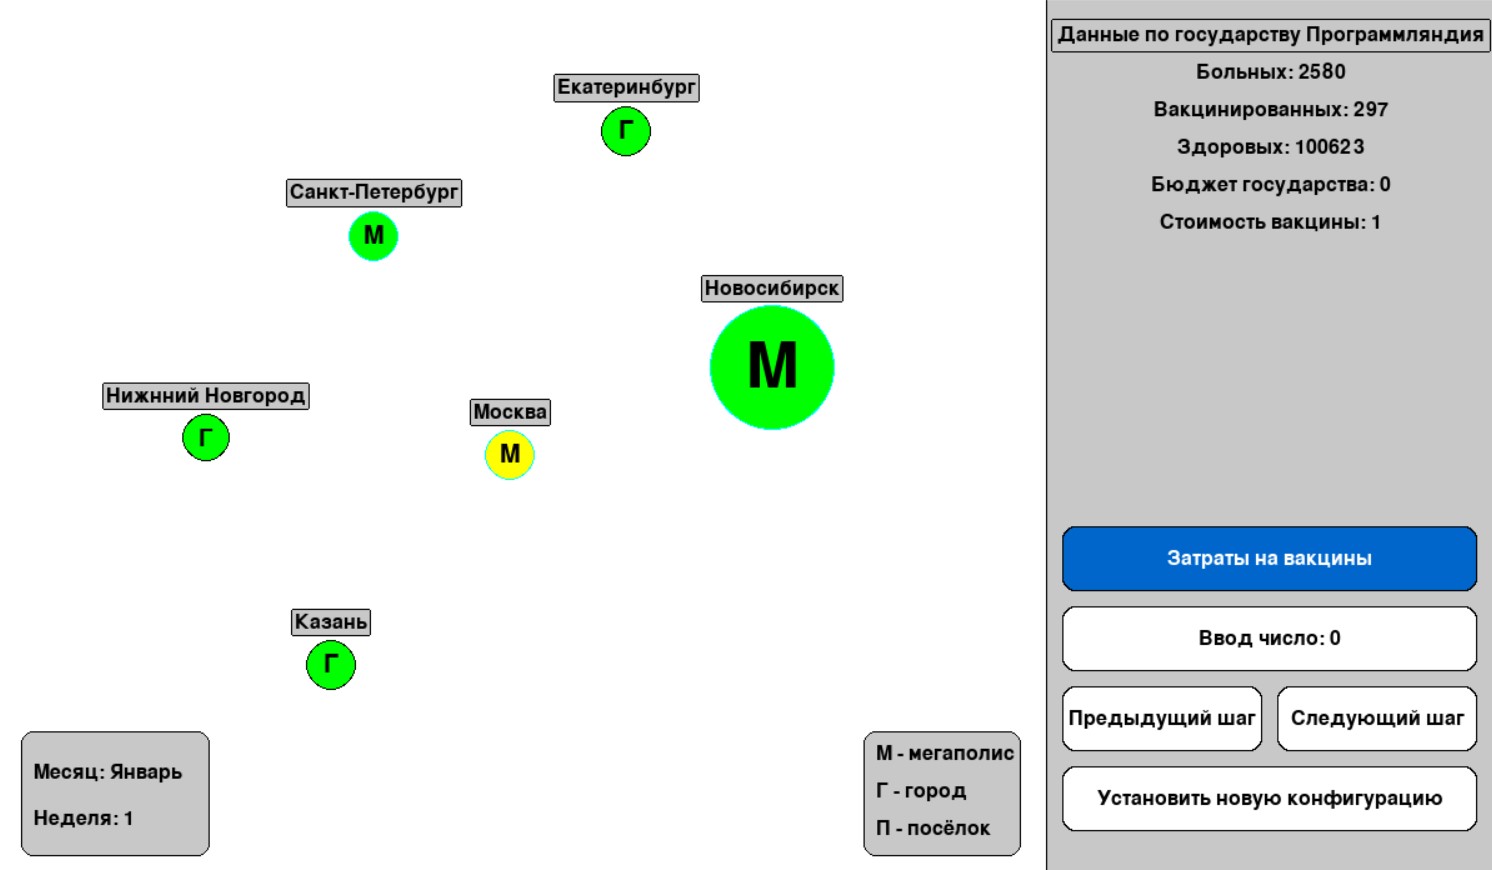 Екатеринбург
Г
Санкт-Петербург
М
Новосибирск
М
Нижнний Новгород
Г
Москва
М
Казань
Г
Месяц: Январь
Неделя: 1
М - мегаполис
Г - город
П - посёлок
Данные по государству Программляндия
Больных: 2580
Вакцинированных: 297
Здоровых: 100623
Бюджет государства: 0
Стоимость вакцины: 1
Затраты на вакцины
Ввод число: 0
Предыдущий шаг
Следующий шаг
Установить новую конфигурацию